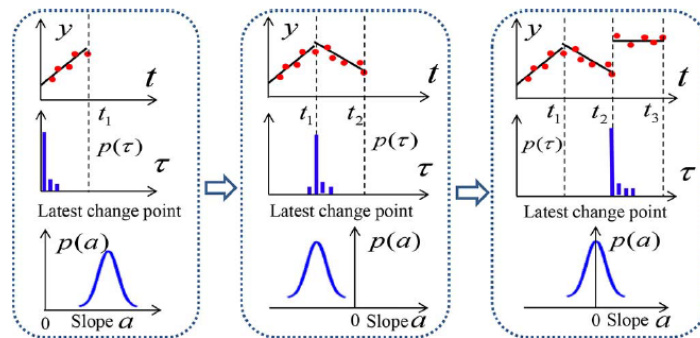 y
t
t₁
p(τ)
τ
Latest change point
p(a)
0 Slope a
y
t
t₁ t₂
p(τ)
τ
Latest change point
p(a)
0 Slope a
y
t
t₁ t₂ t₃
p(τ)
τ
Latest change point
p(a)
0 Slope a